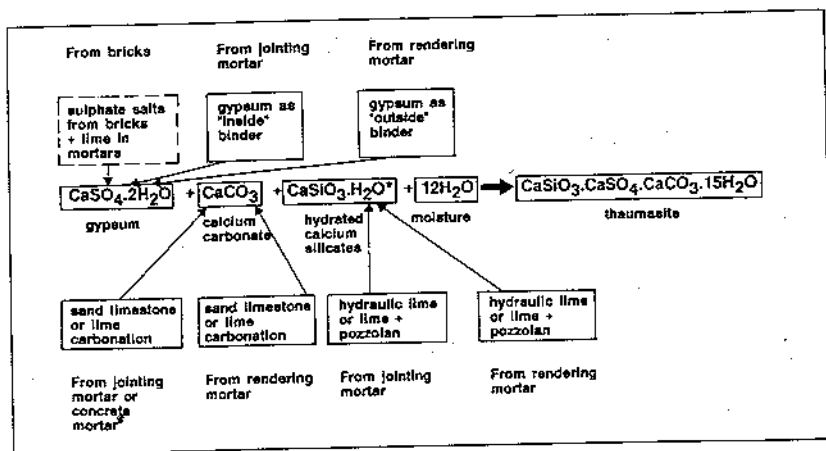 From bricks
From jointing
mortar
From rendering
mortar
sulphate salts
from bricks
+ lime in
mortars
gypsum as
"inside"
binder
gypsum as
"outside"
binder
CaSO4.2H2O + CaCO3 + CaSiO3.H2O* + 12H2O CaSiO3.CaSO4.CaCO3.15H2O
gypsum
calcium
carbonate
hydrated
calcium
silicates
moisture
thaumasite
sand limestone
or lime
carbonation
sand limestone
or lime
carbonation
hydraulic lime
or lime +
pozzolan
hydraulic lime
or lime +
pozzolan
From jointing
mortar or
concrete
mortar*
From rendering
mortar
From jointing
mortar
From rendering
mortar